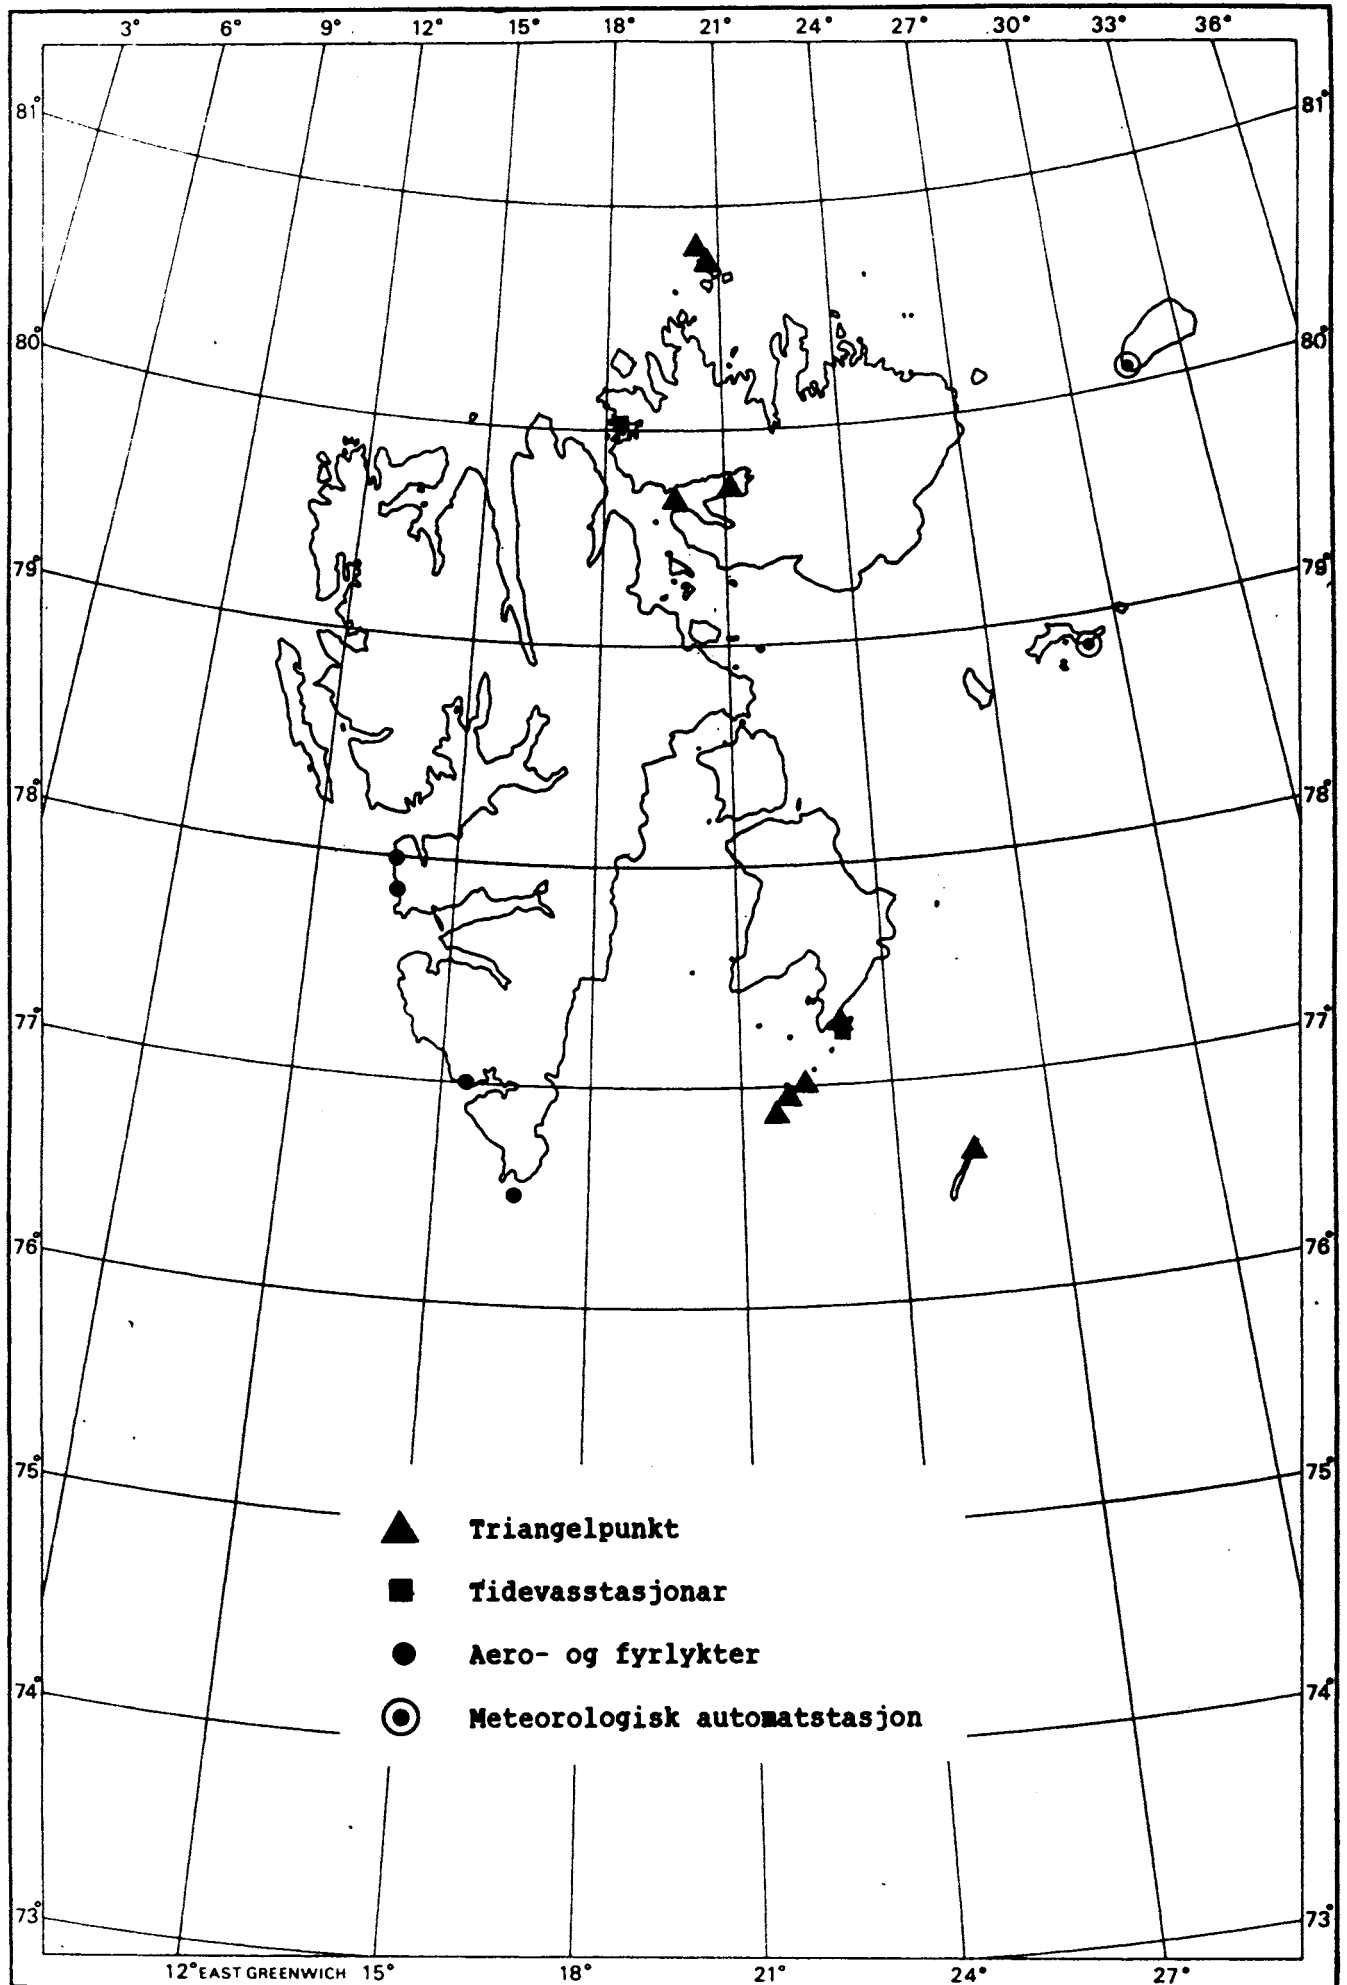 3° 6° 9° 12° 15° 18° 21° 24° 27° 30° 33° 36°
81° 81°
80° 80°
79° 79°
78° 78°
77° 77°
76° 76°
75° 75°
Triangelpunkt
Tidevasstasjonar
Aero- og fyrlykter
74° 74°
Meteorologisk automatstasjon
73° 73°
12° EAST GREENWICH 15° 18° 21° 24° 27°